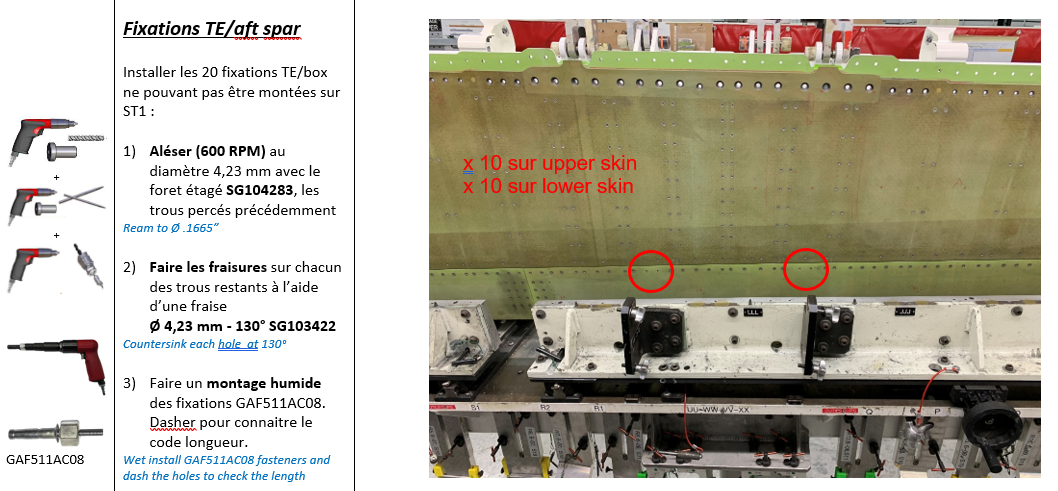 Fixations TE/aft spar
Installer les 20 fixations TE/box
ne pouvant pas être montées sur
ST1 :
1) Aléser (600 RPM) au
diamètre 4,23 mm avec le
foret étagé SG104283, les
trous percés précédemment
Ream to Ø .1665”
2) Faire les fraisures sur chacun
des trous restants à l’aide
d’une fraise
Ø 4,23 mm - 130° SG103422
Countersink each hole at 130°
3) Faire un montage humide
des fixations GAF511AC08.
Dasher pour connaitre le
code longueur.
Wet install GAF511AC08 fasteners and
dash the holes to check the length
+
+
GAF511AC08
x 10 sur upper skin
x 10 sur lower skin
S1
R2
R1
UU-WW-VV-XX
Q
P